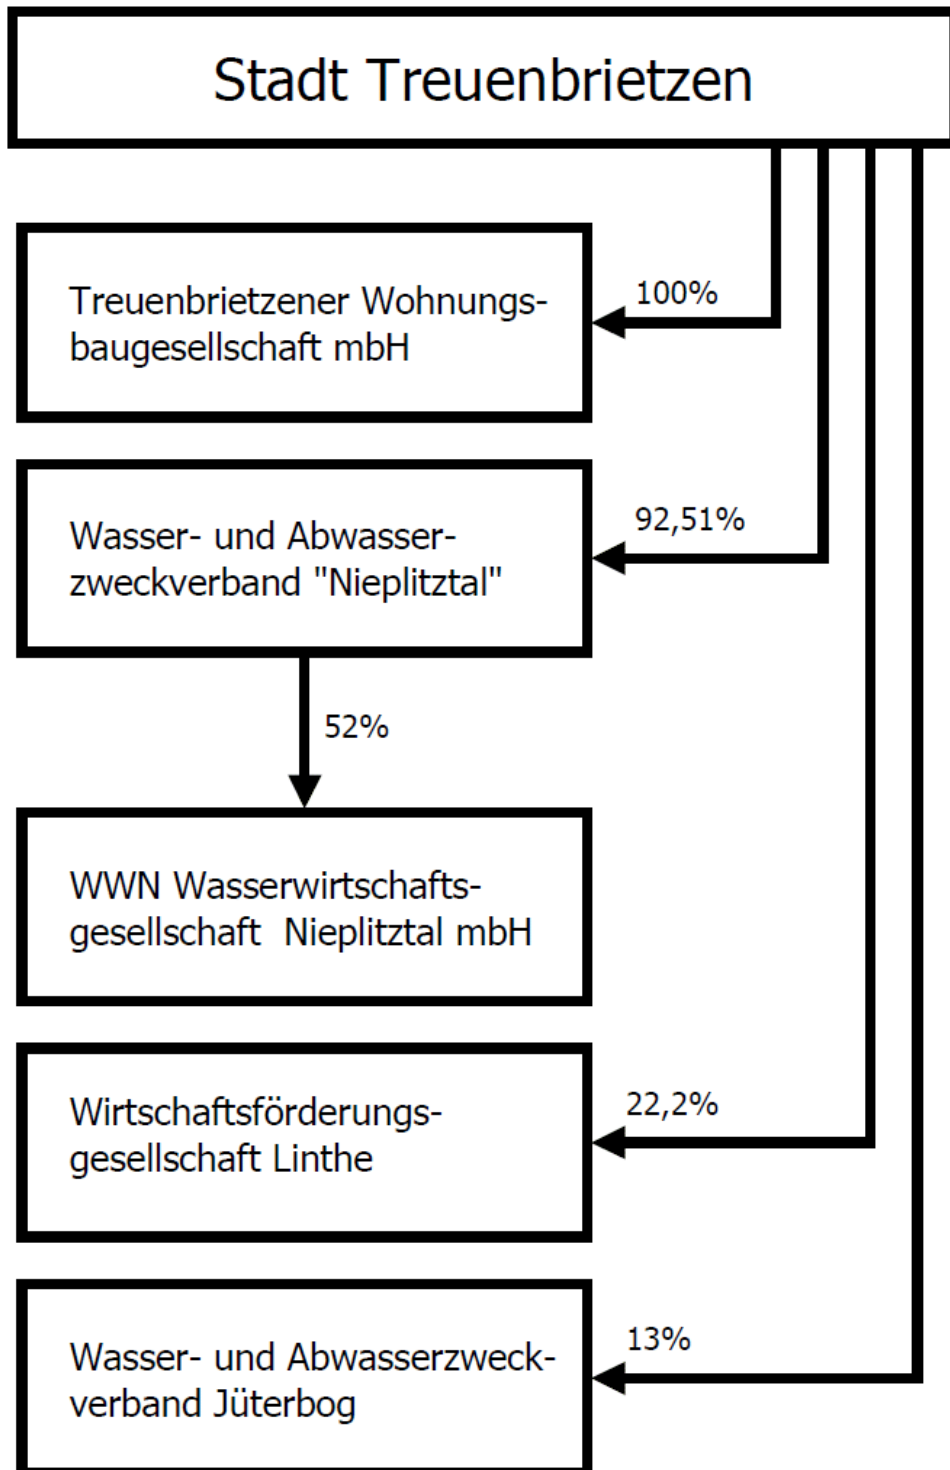 Stadt Treuenbrietzen
100%
Treuenbrietzener Wohnungs-
baugesellschaft mbH
92,51%
Wasser- und Abwasser-
zweckverband "Nieplitztal"
52%
WWN Wasserwirtschafts-
gesellschaft  Nieplitztal mbH
22,2%
Wirtschaftsförderungs-
gesellschaft Linthe
13%
Wasser- und Abwasserzweck-
verband Jüterbog